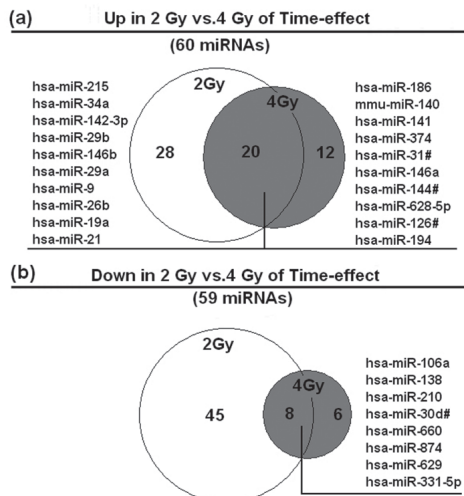 (a) Up in 2 Gy vs.4 Gy of Time-effect
(60 miRNAs)
2Gy
4Gy
28
20
12
hsa-miR-215
hsa-miR-34a
hsa-miR-142-3p
hsa-miR-29b
hsa-miR-146b
hsa-miR-29a
hsa-miR-9
hsa-miR-26b
hsa-miR-19a
hsa-miR-21
hsa-miR-186
mmu-miR-140
hsa-miR-141
hsa-miR-374
hsa-miR-31#
hsa-miR-146a
hsa-miR-144#
hsa-miR-628-5p
hsa-miR-126#
hsa-miR-194
(b) Down in 2 Gy vs.4 Gy of Time-effect
(59 miRNAs)
2Gy
4Gy
45
8
6
hsa-miR-106a
hsa-miR-138
hsa-miR-210
hsa-miR-30d#
hsa-miR-660
hsa-miR-874
hsa-miR-629
hsa-miR-331-5p